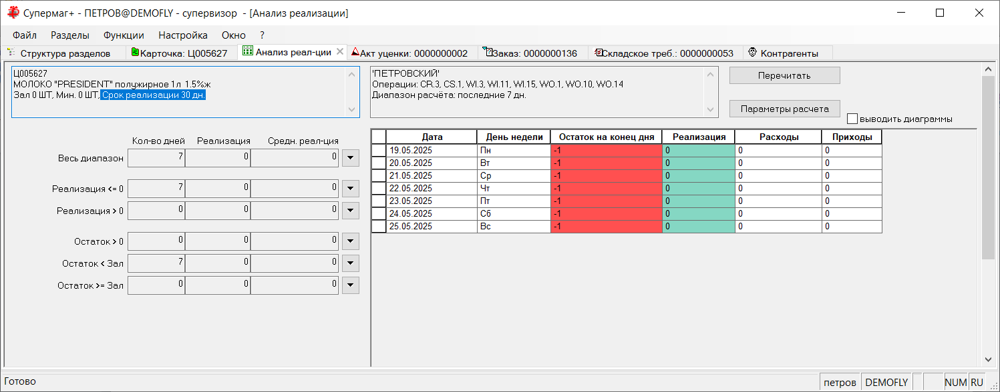 Супермаг+ - ПЕТРОВ@DEMOFLY - супервизор - [Анализ реализации]
Файл Разделы Функции Настройка Окно ?
Структура разделов Карточка: Ц005627 Анализ реал-ции Акт уценки: 0000000002 Заказ: 0000000136 Складское треб.: 0000000053 Контрагенты
Ц005627
МОЛОКО "PRESIDENT" полужирное 1л 1.5%ж
Зал 0 ШТ, Мин. 0 ШТ, Срок реализации 30 дн.
'ПЕТРОВСКИЙ'
Операции: CR.3, CS.1, WI.3, WI.11, WI.15, WO.1, WO.10, WO.14
Диапазон расчёта: последние 7 дн.
Перечитать
Параметры расчета
выводить диаграммы
Кол-во дней Реализация Средн. реал-ция
Весь диапазон 7 0 0
Реализация <= 0 7 0 0
Реализация > 0 0 0 0
Остаток > 0 0 0 0
Остаток < Зал 7 0 0
Остаток >= Зал 0 0 0
Дата День недели Остаток на конец дня Реализация Расходы Приходы
19.05.2025 Пн -1 0 0 0
20.05.2025 Вт -1 0 0 0
21.05.2025 Ср -1 0 0 0
22.05.2025 Чт -1 0 0 0
23.05.2025 Пт -1 0 0 0
24.05.2025 Сб -1 0 0 0
25.05.2025 Вс -1 0 0 0
Готово петров DEMOFLY NUM RU